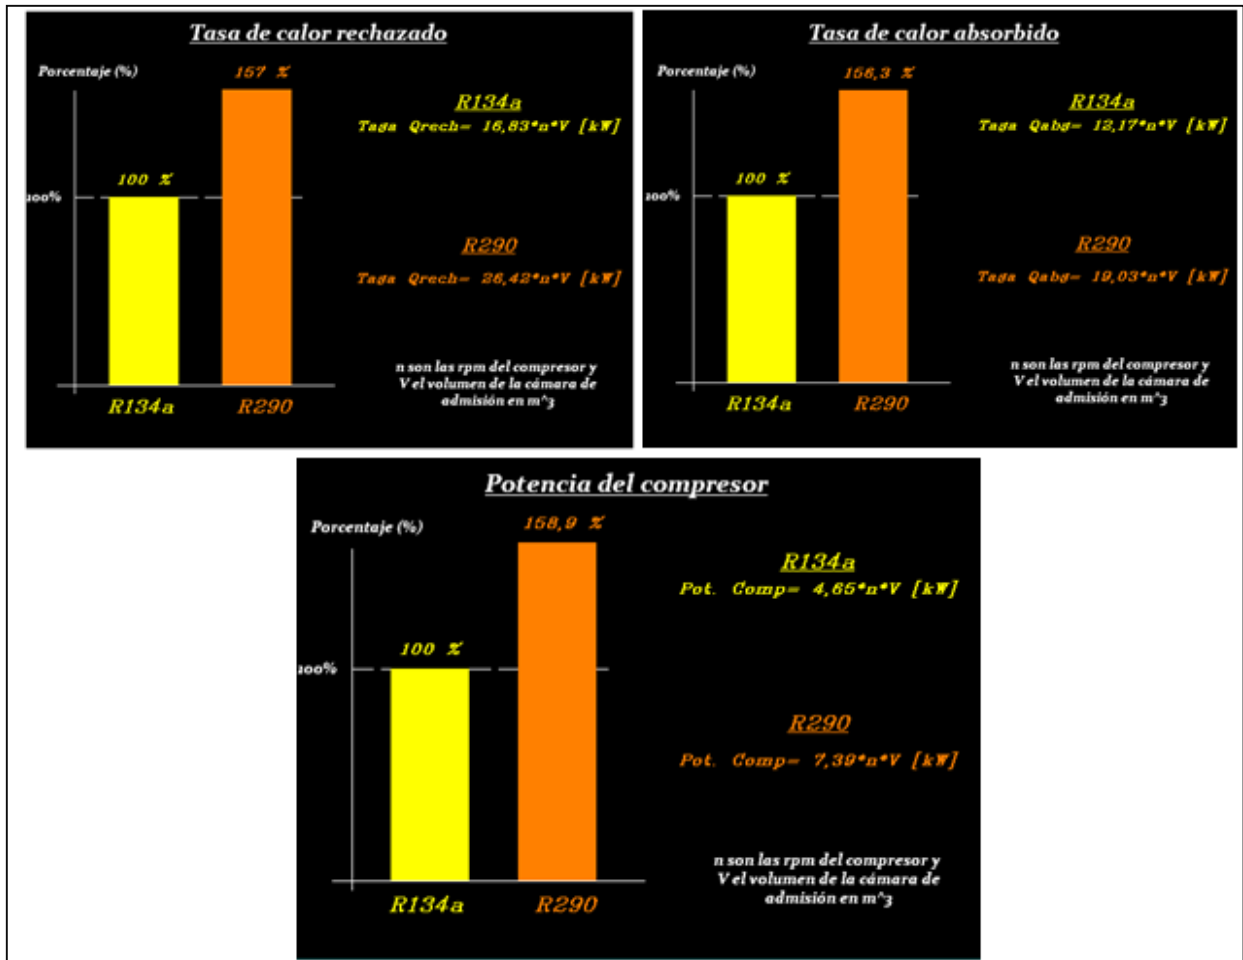 Tasa de calor rechazado
Porcentaje (%)
157 %
R134a
Tasa Qrech= 16,83*n*V [kW]
100 %
100%
R290
Tasa Qrech= 26,42*n*V [kW]
n son las rpm del compresor y
V el volumen de la cámara de
admisión en m^3
R134a
R290
Tasa de calor absorbido
Porcentaje (%)
156,3 %
R134a
Tasa Qabs= 12,17*n*V [kW]
100 %
100%
R290
Tasa Qabs= 19,03*n*V [kW]
n son las rpm del compresor y
V el volumen de la cámara de
admisión en m^3
R134a
R290
Potencia del compresor
Porcentaje (%)
158,9 %
R134a
Pot. Comp= 4,65*n*V [kW]
100 %
100%
R290
Pot. Comp= 7,39*n*V [kW]
n son las rpm del compresor y
V el volumen de la cámara de
admisión en m^3
R134a
R290